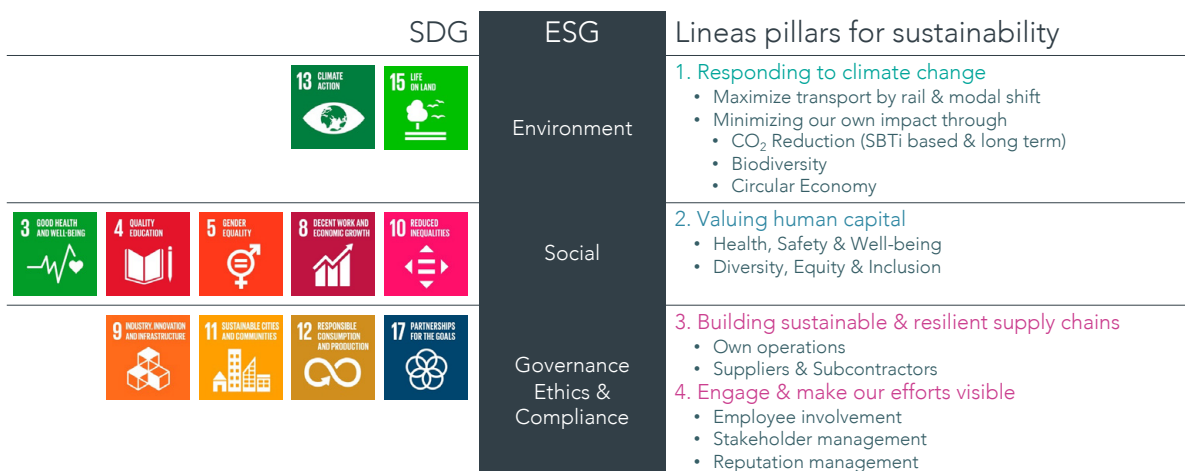 SDG
ESG
Lineas pillars for sustainability
13 CLIMATE
ACTION
15 LIFE
ON LAND
Environment
1. Responding to climate change
• Maximize transport by rail & modal shift
• Minimizing our own impact through
• CO₂ Reduction (SBTi based & long term)
• Biodiversity
• Circular Economy
3 GOOD HEALTH
AND WELL-BEING
4 QUALITY
EDUCATION
5 GENDER
EQUALITY
8 DECENT WORK AND
ECONOMIC GROWTH
10 REDUCED
INEQUALITIES
Social
2. Valuing human capital
• Health, Safety & Well-being
• Diversity, Equity & Inclusion
9 INDUSTRY, INNOVATION
AND INFRASTRUCTURE
11 SUSTAINABLE CITIES
AND COMMUNITIES
12 RESPONSIBLE
CONSUMPTION
AND PRODUCTION
17 PARTNERSHIPS
FOR THE GOALS
Governance
Ethics &
Compliance
3. Building sustainable & resilient supply chains
• Own operations
• Suppliers & Subcontractors
4. Engage & make our efforts visible
• Employee involvement
• Stakeholder management
• Reputation management